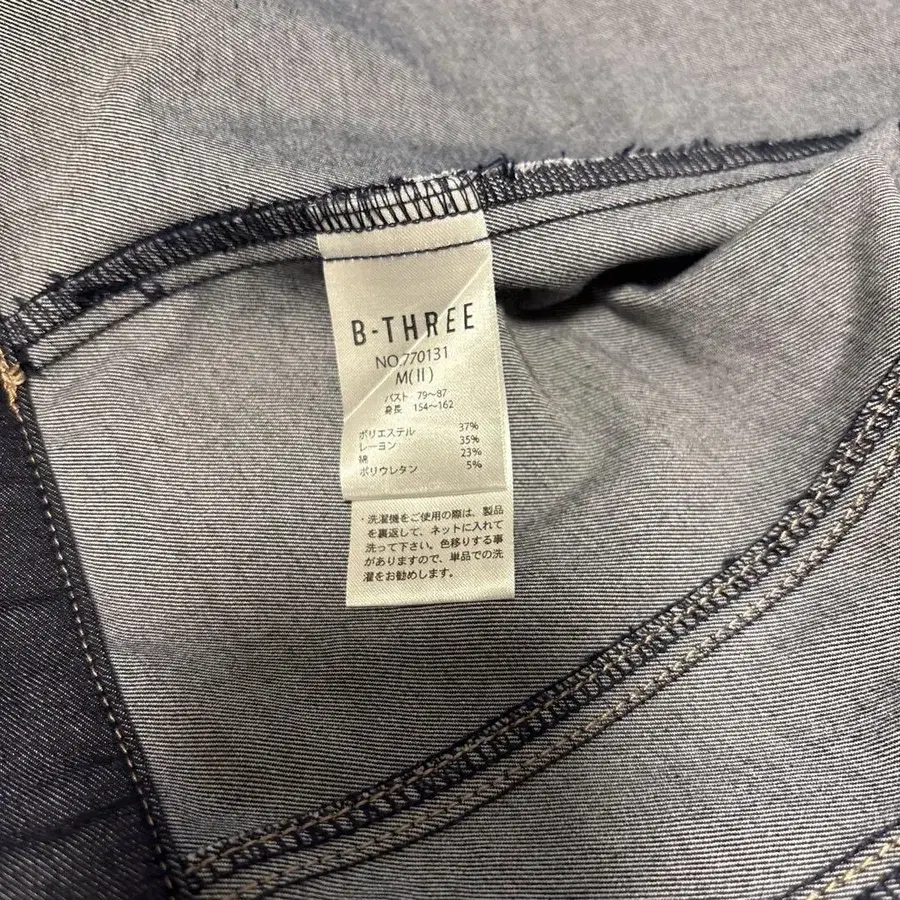 B-THREE
NO.770131
M(II)
バスト 79〜87
身長 154〜162
ポリエステル 37%
レーヨン 35%
綿 23%
ポリウレタン 5%
・洗濯機をご使用の際は、製品
を裏返して、ネットに入れて
洗って下さい。色移りする事
がありますので、単品での洗
濯をお勧めします。